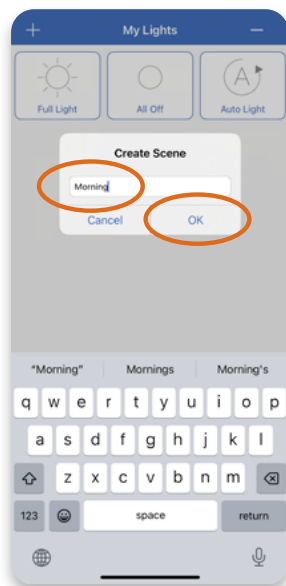 + My Lights −
Full Light All Off A Auto Light
Create Scene
Morning
Cancel OK
"Morning" Mornings Morning's
q w e r t y u i o p
a s d f g h j k l
z x c v b n m
123 space return